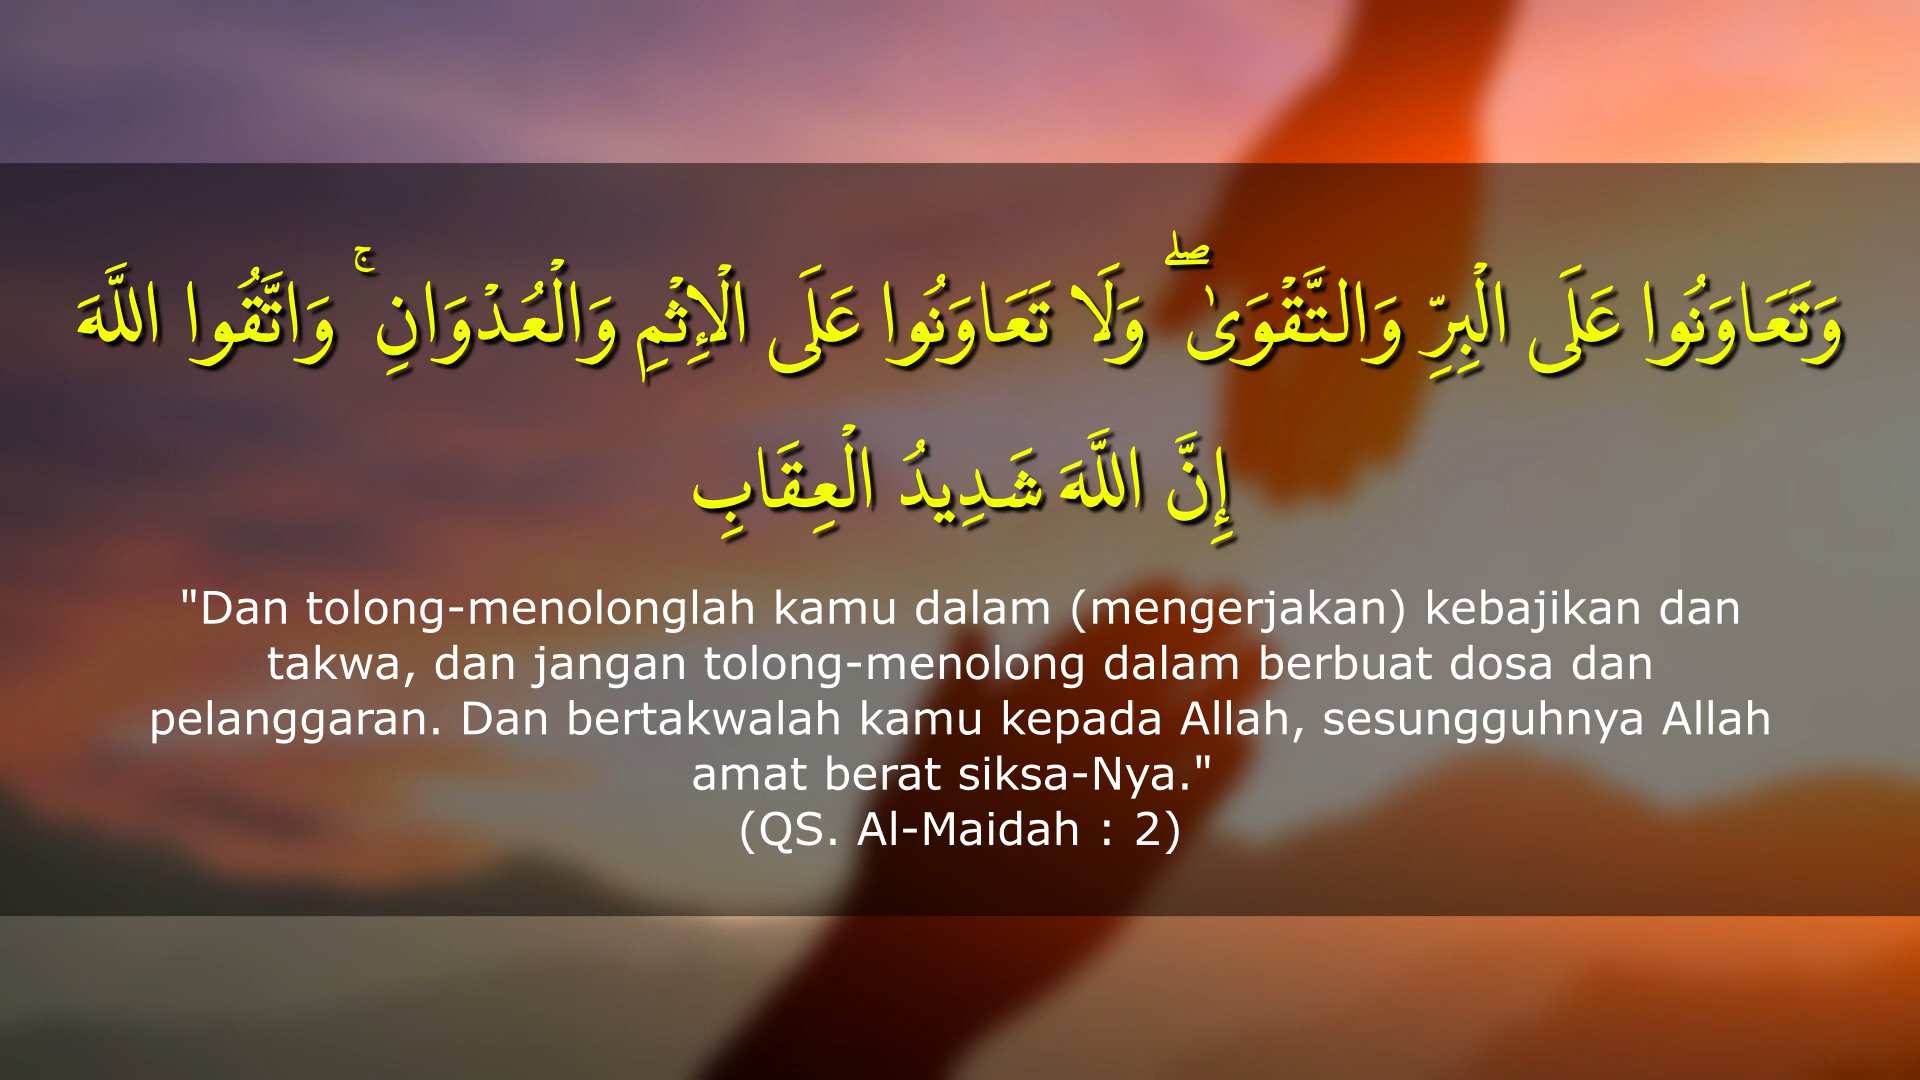 وَتَعَاوَنُوا عَلَى الْبِرِّ وَالتَّقْوَىٰ ۖ وَلَا تَعَاوَنُوا عَلَى الْإِثْمِ وَالْعُدْوَانِ ۚ وَاتَّقُوا اللَّهَ
إِنَّ اللَّهَ شَدِيدُ الْعِقَابِ
"Dan tolong-menolonglah kamu dalam (mengerjakan) kebajikan dan
takwa, dan jangan tolong-menolong dalam berbuat dosa dan
pelanggaran. Dan bertakwalah kamu kepada Allah, sesungguhnya Allah
amat berat siksa-Nya."
(QS. Al-Maidah : 2)